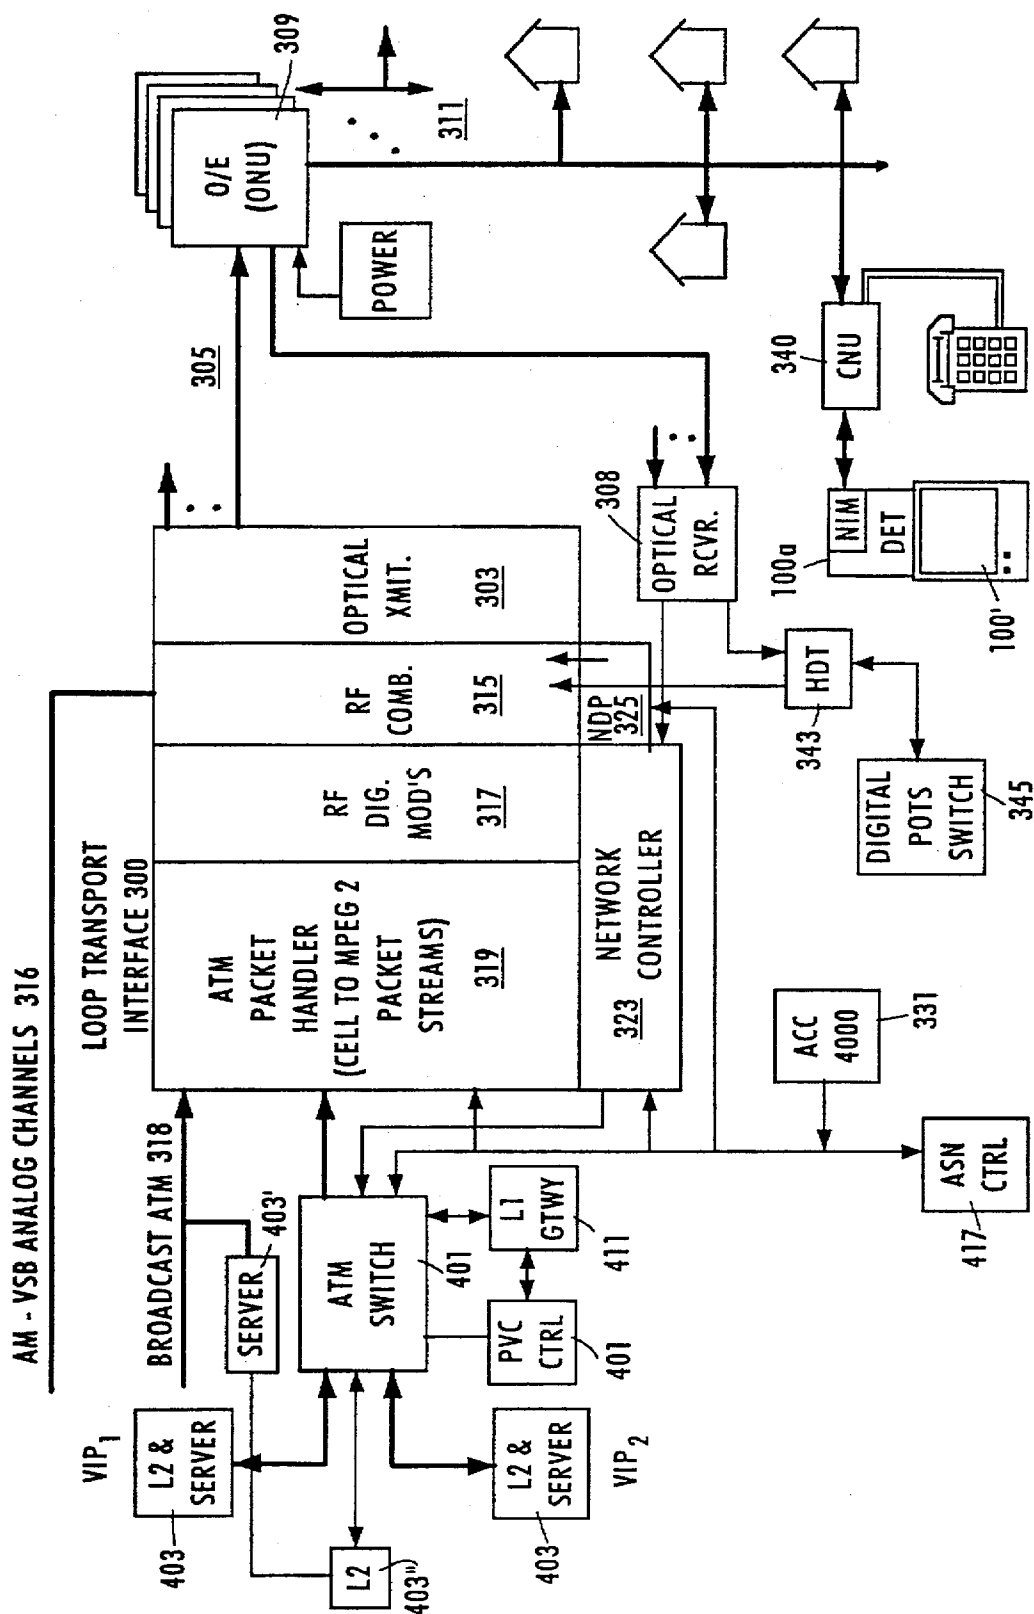 AM - VSB ANALOG CHANNELS 316
BROADCAST ATM 318
LOOP TRANSPORT
INTERFACE 300
VIP1
L2 &
SERVER
403
SERVER
403'
L2
403"
L2 &
SERVER
403
VIP2
ATM
SWITCH
401
PVC
CTRL
401
L1
GTWY
411
ATM
PACKET
HANDLER
(CELL TO MPEG 2
PACKET
STREAMS)
319
RF
DIG.
MOD'S
317
RF
COMB.
315
OPTICAL
XMIT.
303
NETWORK
CONTROLLER
323
NDP
325
305
O/E
(ONU)
309
311
POWER
OPTICAL
RCVR.
308
HDT
343
DIGITAL
POTS
SWITCH
345
ACC
4000
331
ASN
CTRL
417
CNU
340
NIM
DET
100a
100'